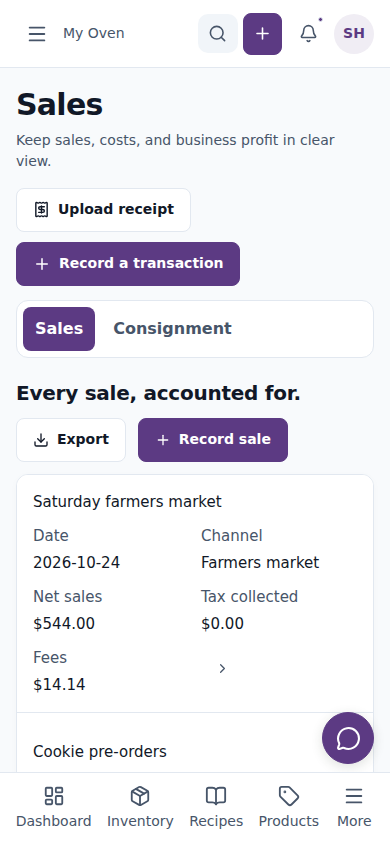 My Oven
SH
Sales
Keep sales, costs, and business profit in clear
view.
Upload receipt
Record a transaction
Sales
Consignment
Every sale, accounted for.
Export
Record sale
Saturday farmers market
Date
Channel
2026-10-24
Farmers market
Net sales
Tax collected
$544.00
$0.00
Fees
$14.14
Cookie pre-orders
Dashboard
Inventory
Recipes
Products
More